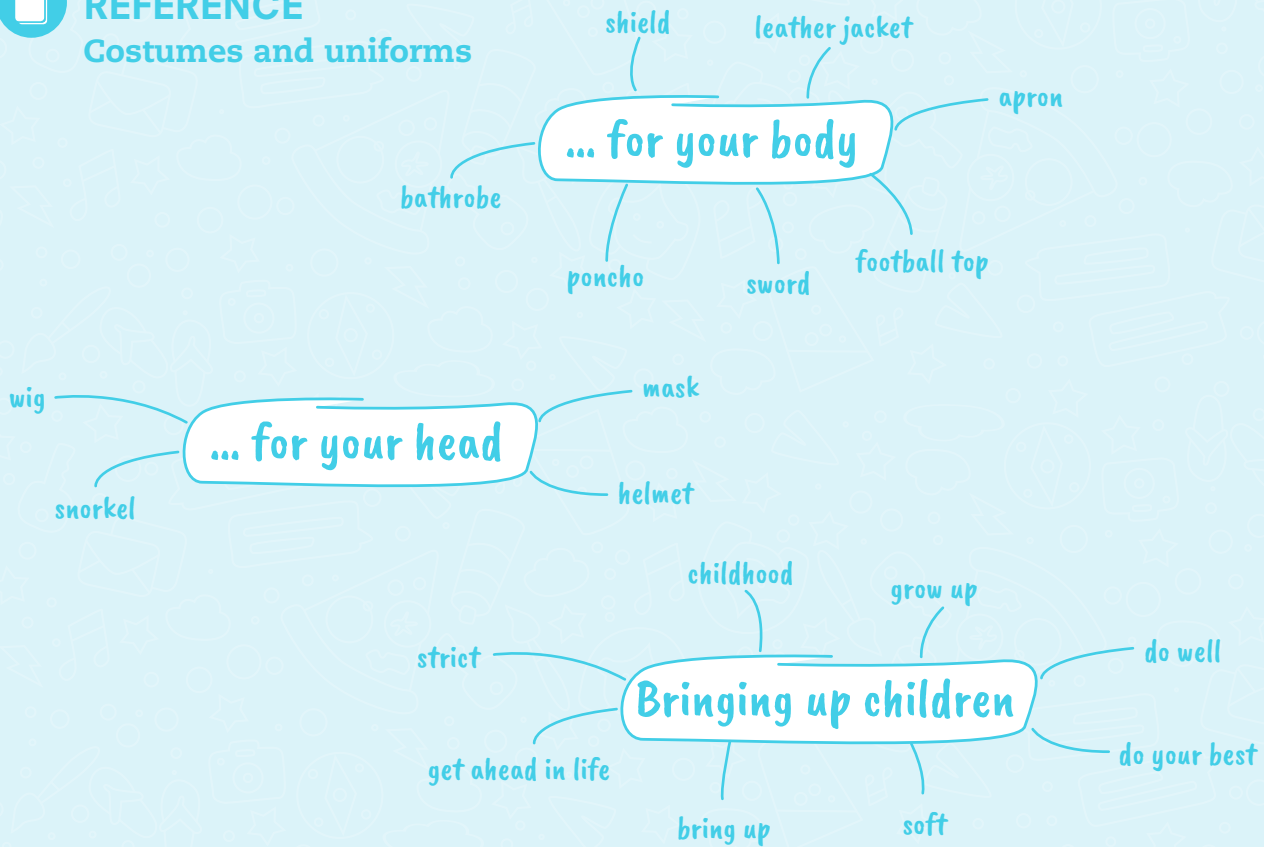 REFERENCE
Costumes and uniforms
shield
leather jacket
apron
... for your body
bathrobe
poncho
sword
football top
wig
mask
... for your head
snorkel
helmet
childhood
grow up
strict
do well
Bringing up children
get ahead in life
do your best
bring up
soft